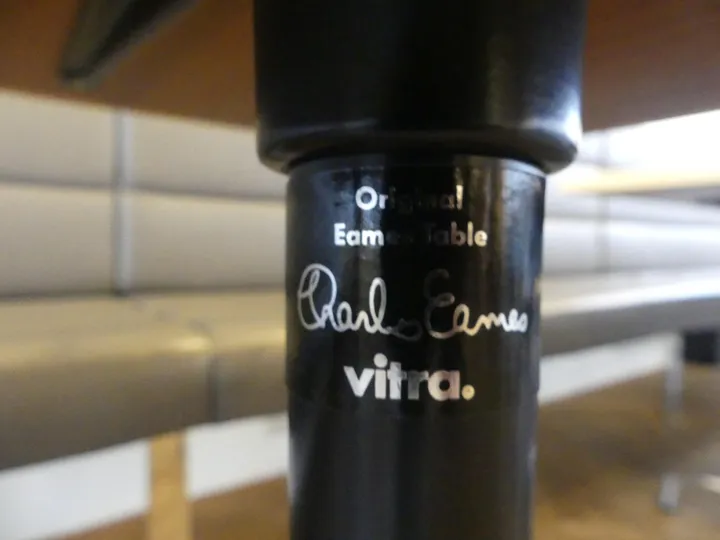 Original
Eames Table
Charles Eames
vitra.